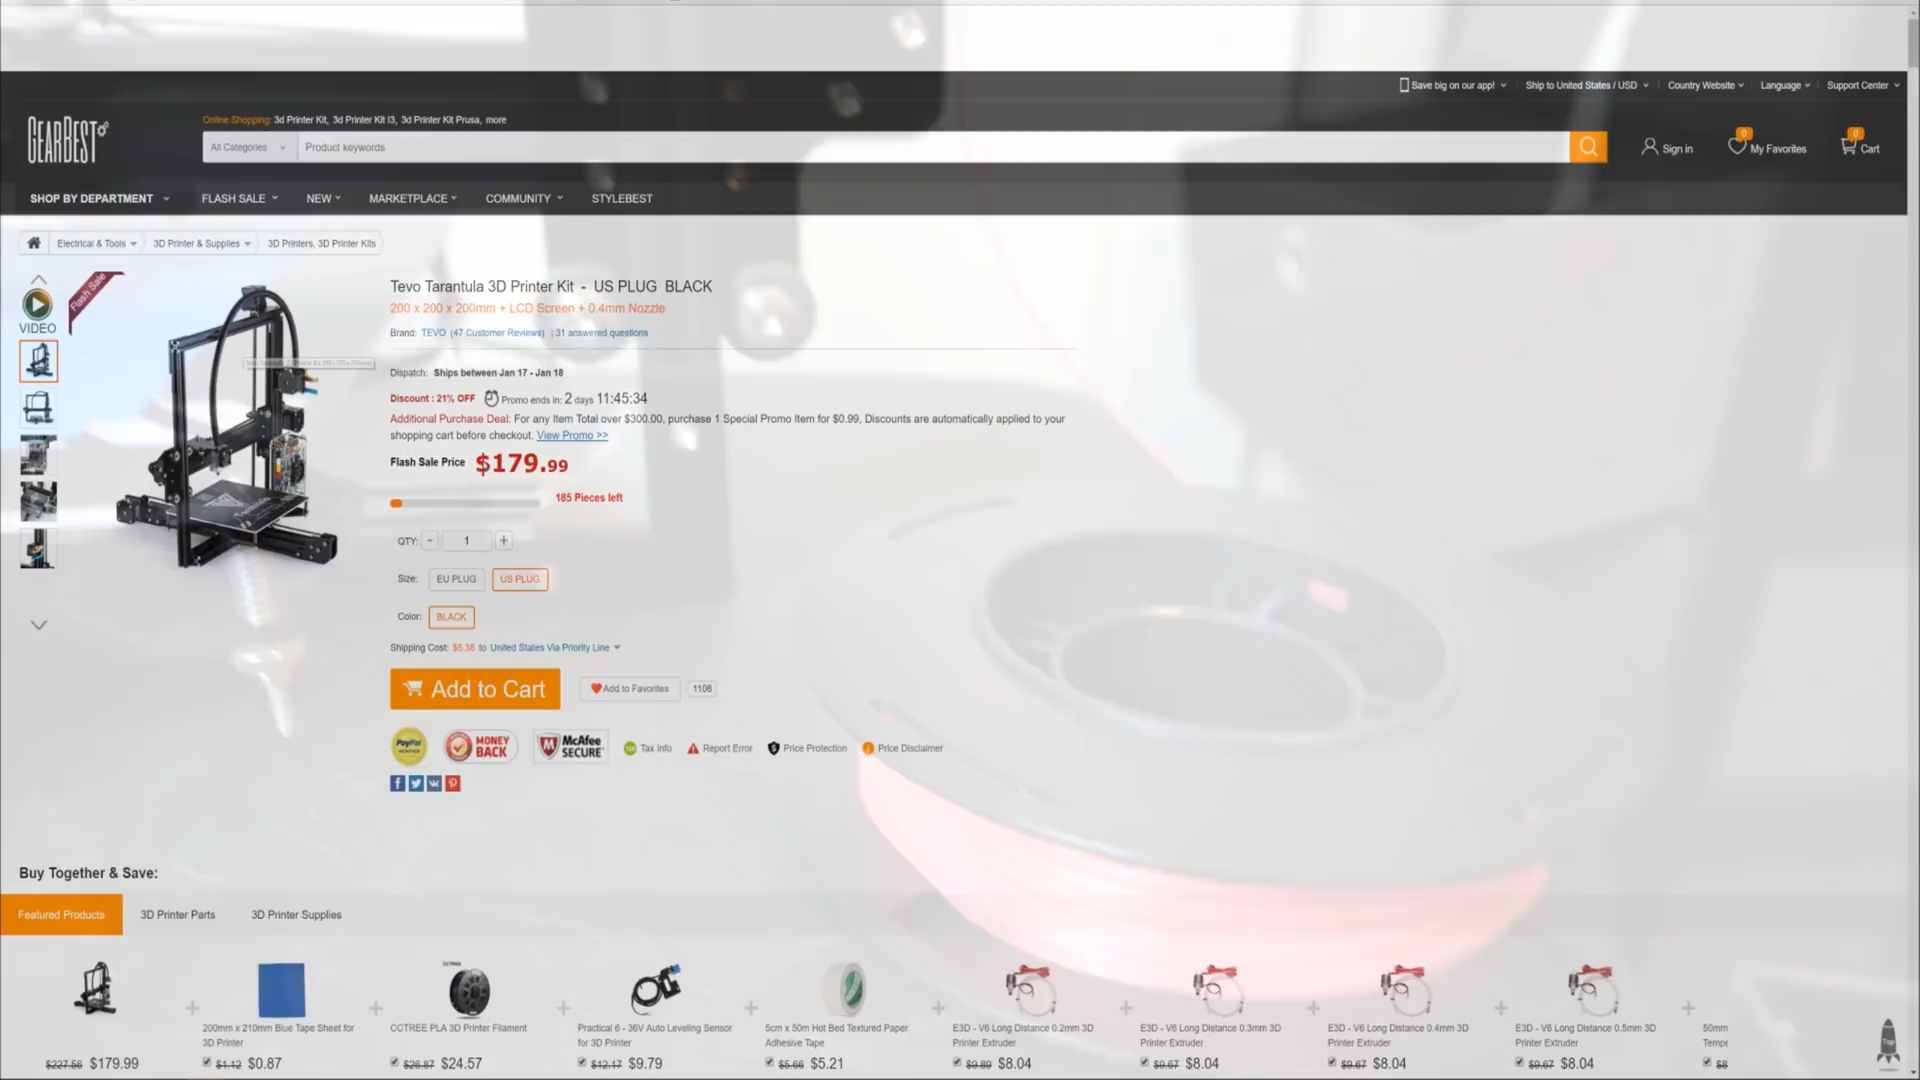 Save big on our app! Ship to United States / USD Country Website Language Support Center
Online Shopping: 3d Printer Kit, 3d Printer Kit I3, 3d Printer Kit Prusa, more
GEARBEST
All Categories Product keywords
0 0
Sign in My Favorites Cart
SHOP BY DEPARTMENT FLASH SALE NEW MARKETPLACE COMMUNITY STYLEBEST
Electrical & Tools 3D Printer & Supplies 3D Printers, 3D Printer Kits
Flash Sale
VIDEO
Tevo Tarantula 3D Printer Kit - US PLUG BLACK
200 x 200 x 200mm + LCD Screen + 0.4mm Nozzle
Brand: TEVO (47 Customer Reviews) | 31 answered questions
Dispatch: Ships between Jan 17 - Jan 18
Discount : 21% OFF Promo ends in: 2 days 11:45:34
Additional Purchase Deal: For any Item Total over $300.00, purchase 1 Special Promo Item for $0.99, Discounts are automatically applied to your
shopping cart before checkout. View Promo >>
Flash Sale Price $179.99
185 Pieces left
QTY: - 1 +
Size: EU PLUG US PLUG
Color: BLACK
Shipping Cost: $5.38 to United States Via Priority Line
Add to Cart Add to Favorites 1108
PayPal VERIFIED MONEY BACK McAfee SECURE Tax Info Report Error Price Protection Price Disclaimer
Buy Together & Save:
Featured Products 3D Printer Parts 3D Printer Supplies
CCTREE
200mm x 210mm Blue Tape Sheet for CCTREE PLA 3D Printer Filament Practical 6 - 36V Auto Leveling Sensor 5cm x 50m Hot Bed Textured Paper E3D - V6 Long Distance 0.2mm 3D E3D - V6 Long Distance 0.3mm 3D E3D - V6 Long Distance 0.4mm 3D E3D - V6 Long Distance 0.5mm 3D 50mm
3D Printer for 3D Printer Adhesive Tape Printer Extruder Printer Extruder Printer Extruder Printer Extruder Tempe
Top
$227.56 $179.99 $1.12 $0.87 $26.87 $24.57 $12.17 $9.79 $5.66 $5.21 $9.89 $8.04 $9.67 $8.04 $9.67 $8.04 $9.67 $8.04 $8